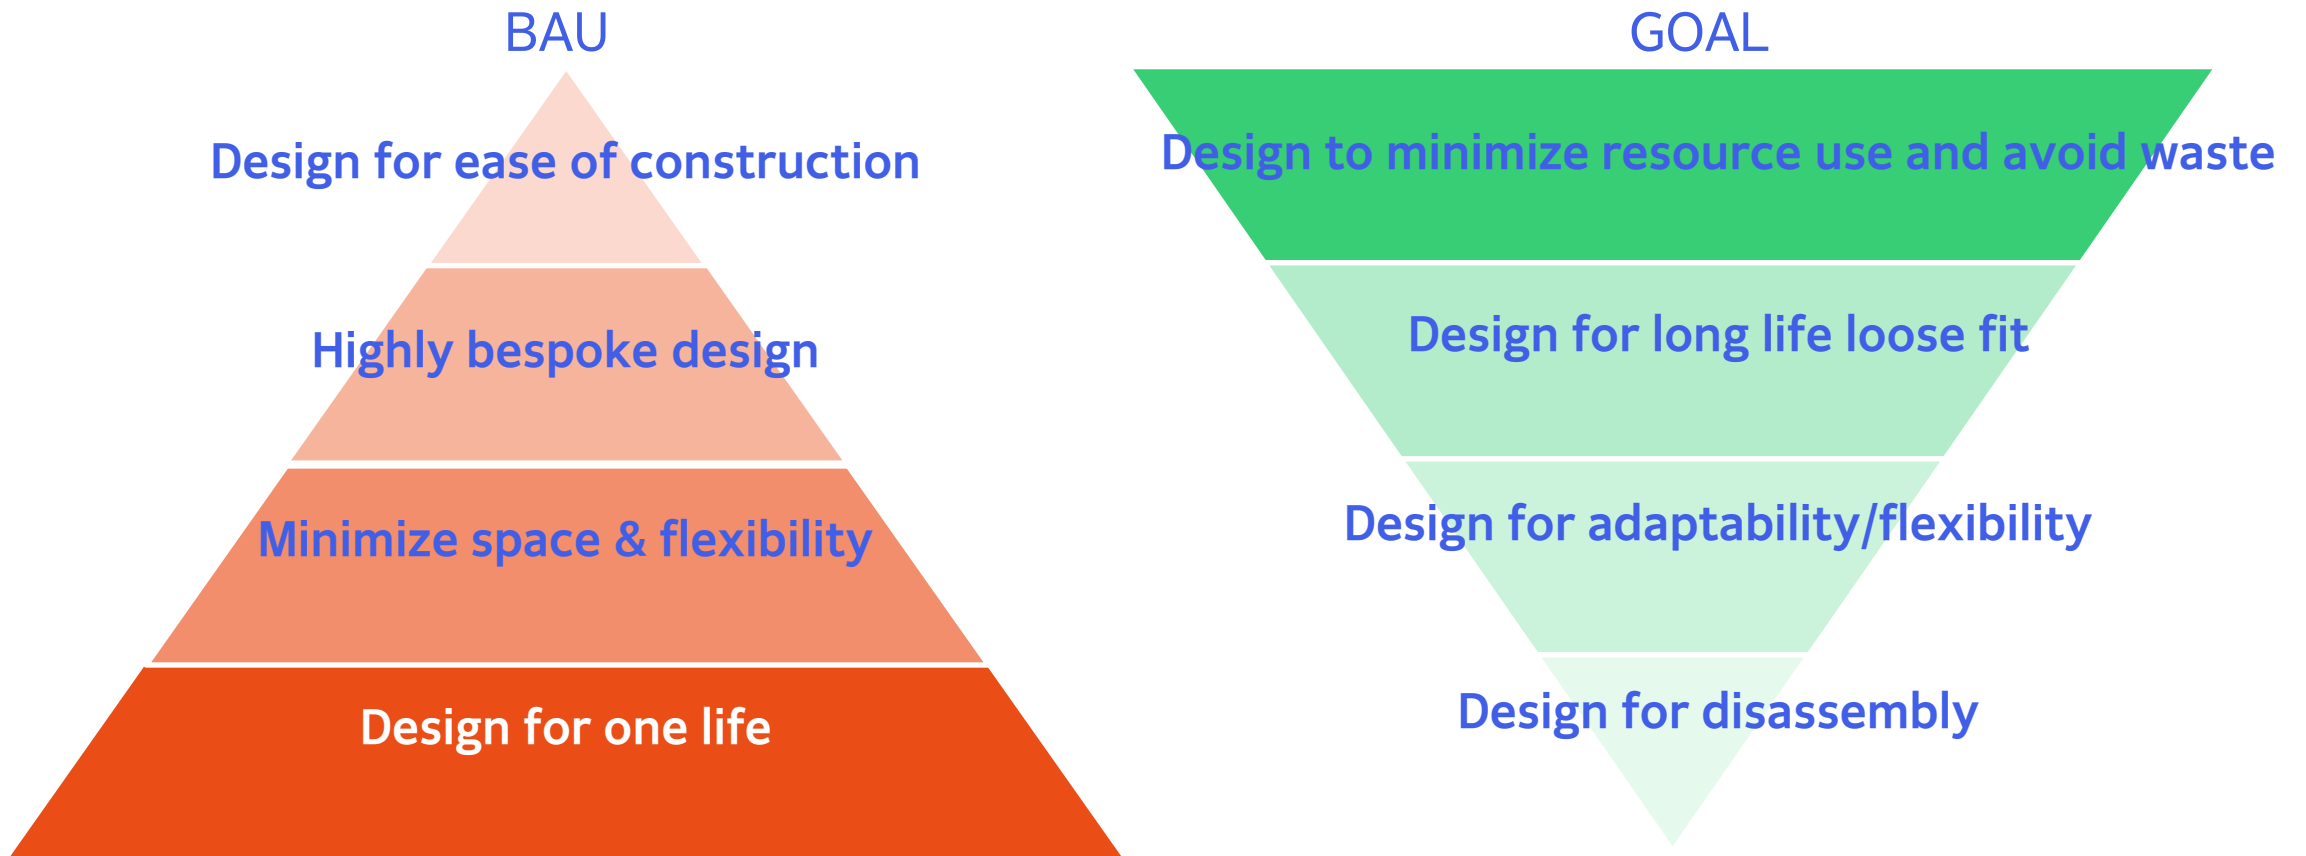 BAU
Design for ease of construction
Highly bespoke design
Minimize space & flexibility
Design for one life
GOAL
Design to minimize resource use and avoid waste
Design for long life loose fit
Design for adaptability/flexibility
Design for disassembly